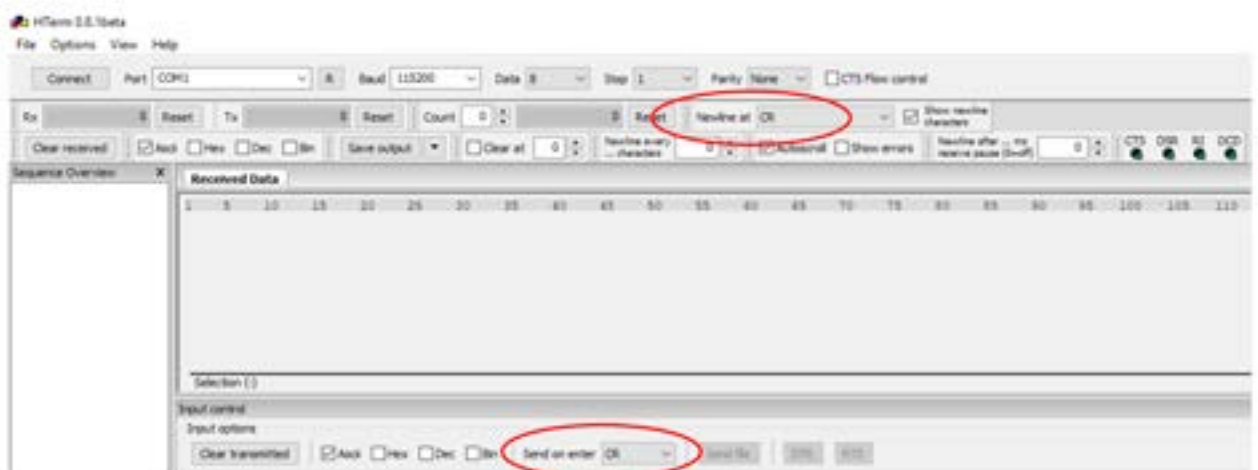 HTerm 0.8.1beta
File Options View Help
Connect Port COM1 R Baud 115200 Data 8 Stop 1 Parity None CTS Flow control
Rx 0 Reset Tx 0 Reset Count 0 0 Reset Newline at CR Show newline characters
Clear received Ascii Hex Dec Bin Save output Clear at 0 Newline every ... characters 0 Autoscroll Show errors Newline after ... ms receive pause (0=off) 0 CTS DSR RI DCD
Sequence Overview X Received Data
1 5 10 15 20 25 30 35 40 45 50 55 60 65 70 75 80 85 90 95 100 105 110
Selection (-)
Input control
Input options
Clear transmitted Ascii Hex Dec Bin Send on enter CR Send file DTR RTS